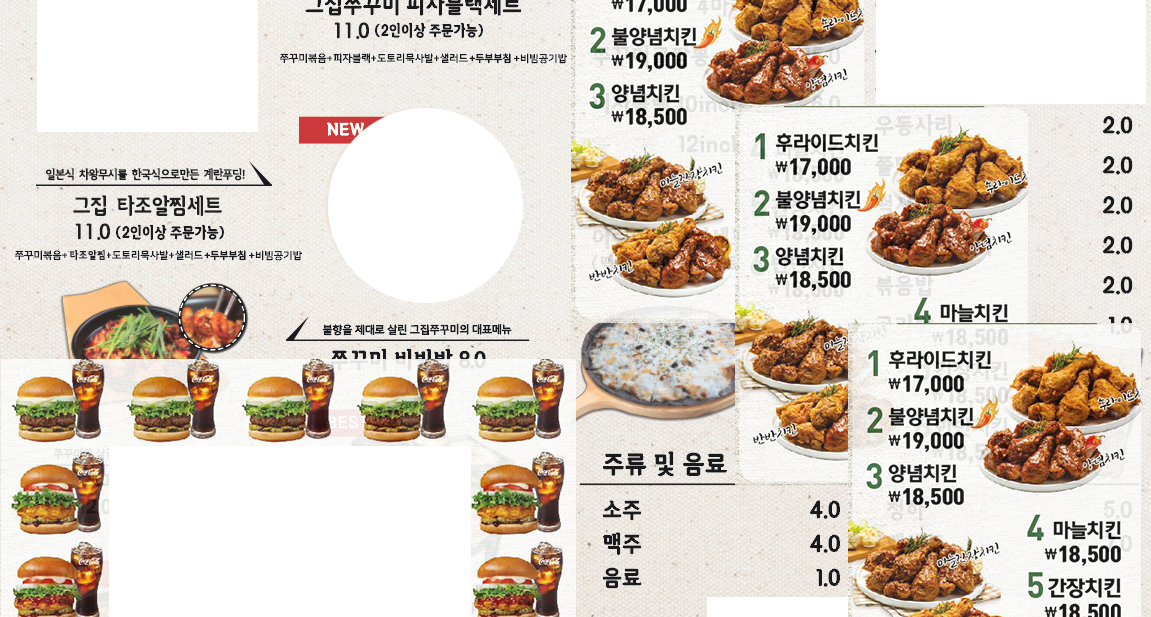 그집쭈꾸미 피자블랙세트
11.0 (2인이상 주문가능)
쭈꾸미볶음+피자블랙+도토리묵사발+샐러드+두부부침+비빔공기밥
NEW
일본식 차왕무시를 한국식으로만든 계란푸딩!
그집 타조알찜세트
11.0 (2인이상 주문가능)
쭈꾸미볶음+타조알찜+도토리묵사발+샐러드+두부부침+비빔공기밥
불향을 제대로 살린 그집쭈꾸미의 대표메뉴
쭈꾸미 비빔밥 8.0
BEST
₩17,000
후라이드치킨
2 불양념치킨
₩19,000
양념치킨
3 양념치킨
₩18,500
10inch
12inch
마늘간장치킨
반반치킨
주류 및 음료
소주 4.0
맥주 4.0
음료 1.0
우동사리 2.0
2.0
2.0
2.0
볶음밥 2.0
1.0
1 후라이드치킨
₩17,000
2 불양념치킨
₩19,000
양념치킨
3 양념치킨
₩18,500
4 마늘치킨
₩18,500
반반치킨
1 후라이드치킨
₩17,000
2 불양념치킨
₩19,000
양념치킨
3 양념치킨
₩18,500
5.0
4 마늘치킨
₩18,500
마늘간장치킨
5 간장치킨
₩18,500